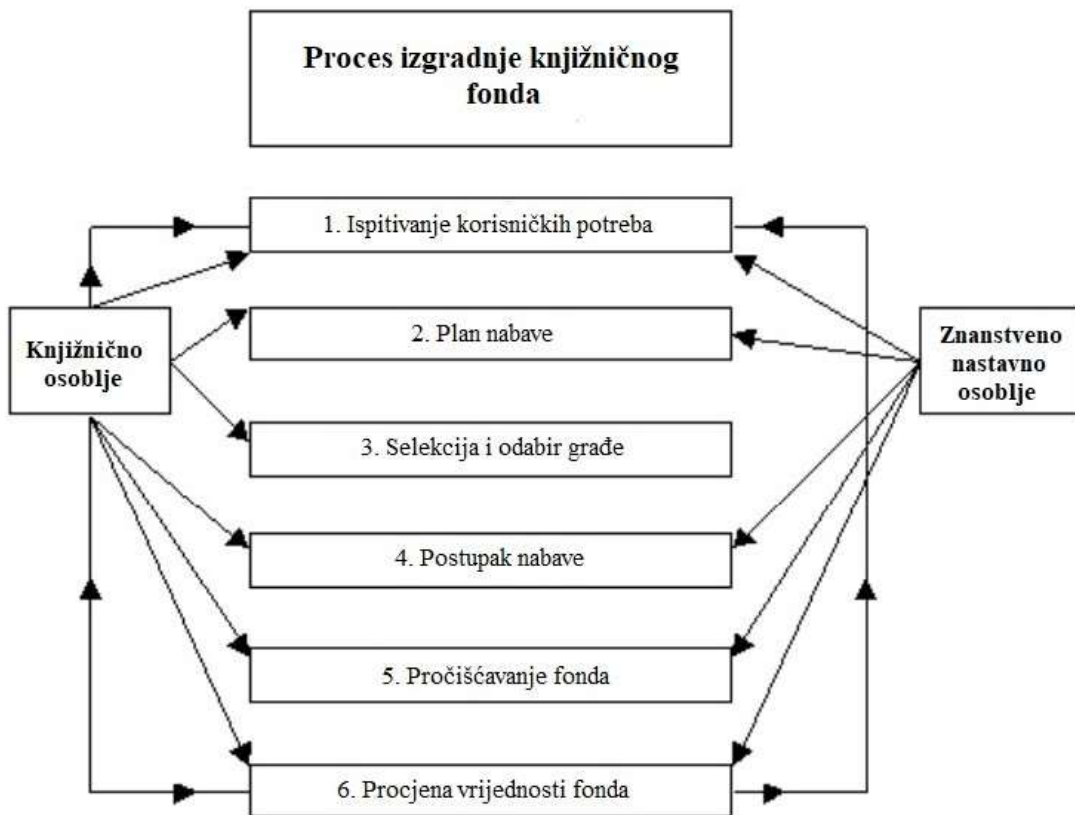 Proces izgradnje knjižničnog
fonda
1. Ispitivanje korisničkih potreba
Knjižnično
osoblje
2. Plan nabave
Znanstveno
nastavno
osoblje
3. Selekcija i odabir građe
4. Postupak nabave
5. Pročišćavanje fonda
6. Procjena vrijednosti fonda